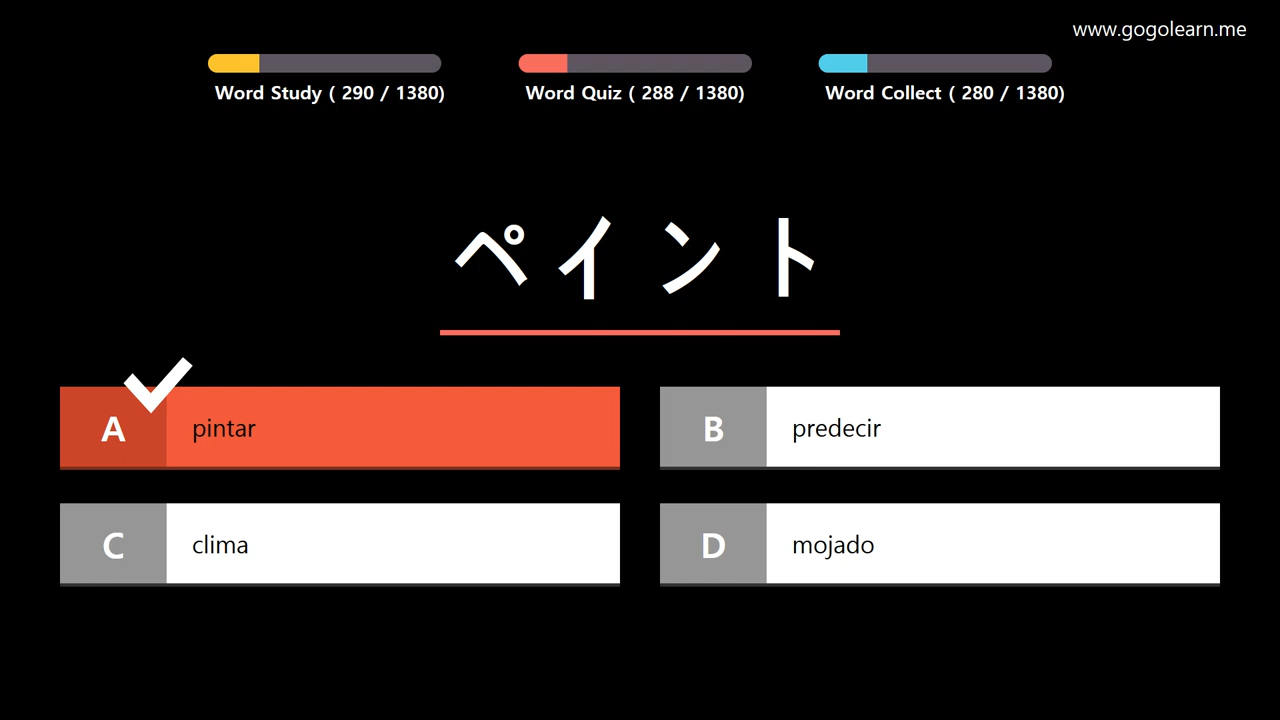 www.gogolearn.me
Word Study ( 290 / 1380)
Word Quiz ( 288 / 1380)
Word Collect ( 280 / 1380)
ペイント
A pintar
B predecir
C clima
D mojado